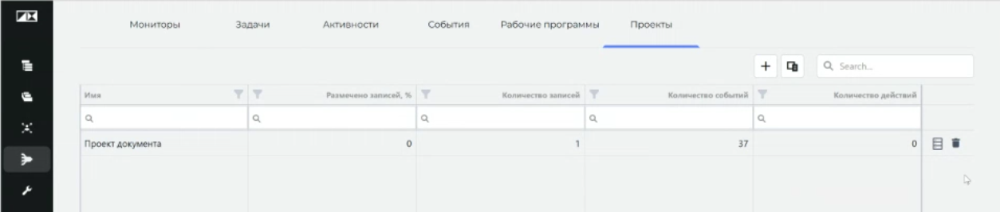 Мониторы Задачи Активности События Рабочие программы Проекты
Search...
Имя Размечено записей, % Количество записей Количество событий Количество действий
Проект документа 0 1 37 0